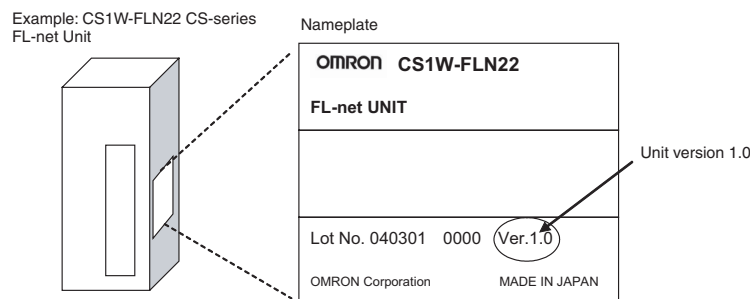 Example: CS1W-FLN22 CS-series
FL-net Unit
Nameplate
OMRON CS1W-FLN22
FL-net UNIT
Unit version 1.0
Lot No. 040301 0000 Ver.1.0
OMRON Corporation MADE IN JAPAN